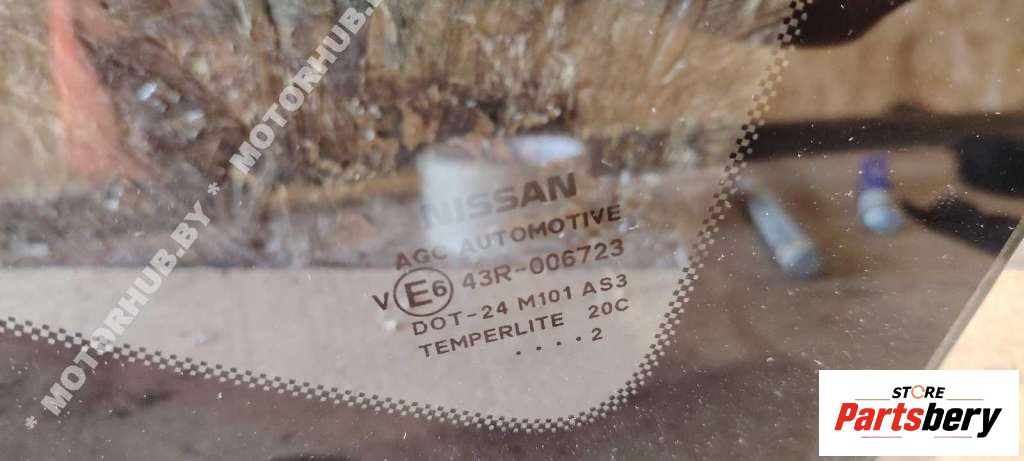 * MOTORHUB.BY * MOTORHUB.BY
NISSAN
AGC AUTOMOTIVE
V E6 43R-006723
DOT-24 M101 AS3
TEMPERLITE 20C
. . . . 2
STORE
Partsbery